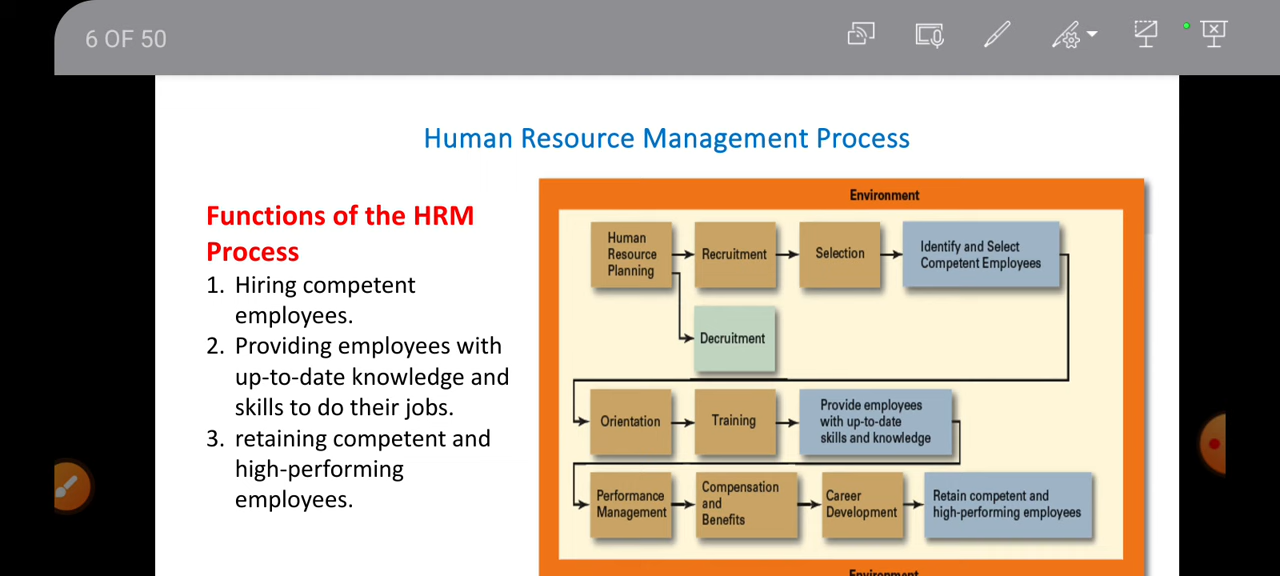 6 OF 50
Human Resource Management Process
Functions of the HRM
Process
1. Hiring competent
employees.
2. Providing employees with
up-to-date knowledge and
skills to do their jobs.
3. retaining competent and
high-performing
employees.
Environment
Human
Resource
Planning
Recruitment
Selection
Identify and Select
Competent Employees
Decruitment
Orientation
Training
Provide employees
with up-to-date
skills and knowledge
Performance
Management
Compensation
and
Benefits
Career
Development
Retain competent and
high-performing employees
Environment